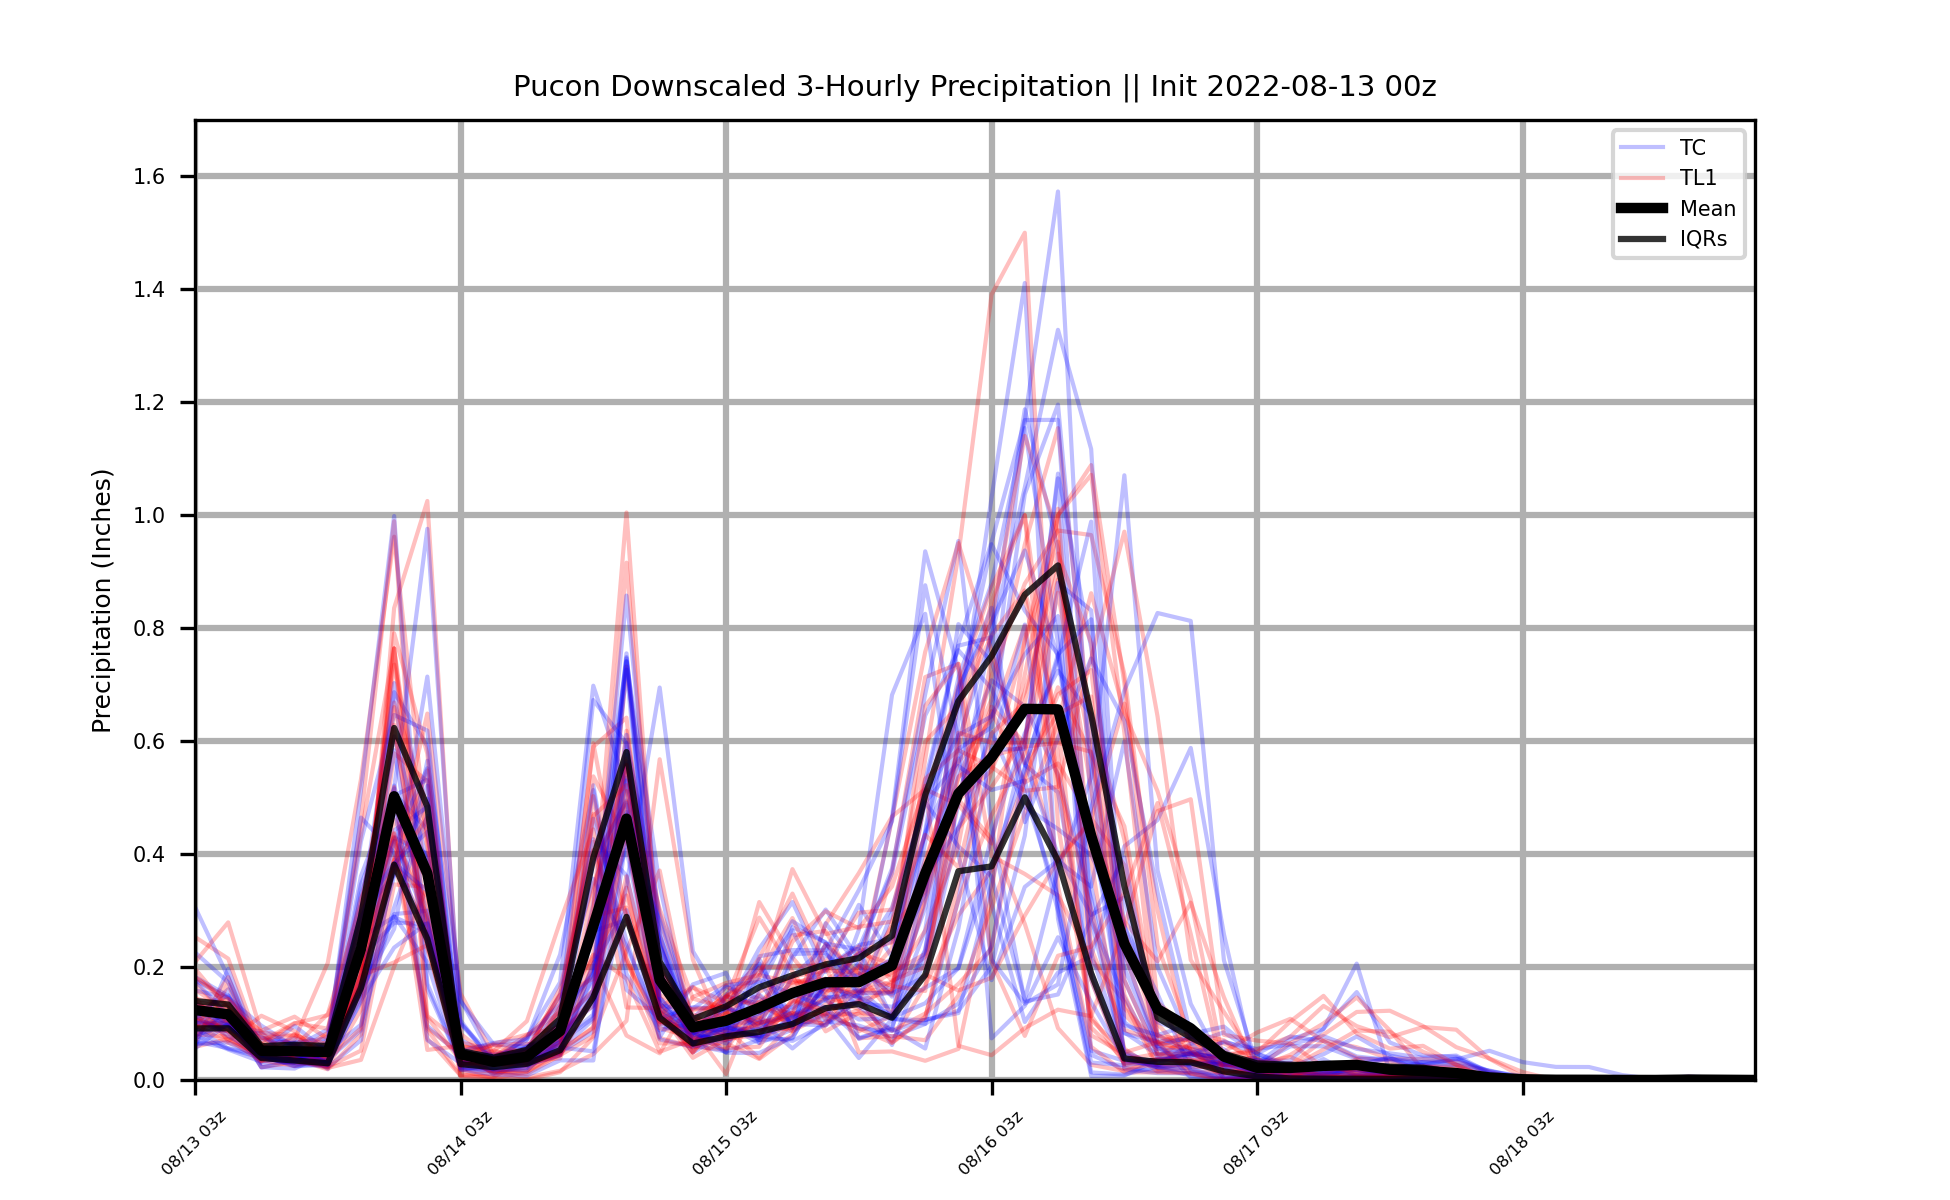 Pucon Downscaled 3-Hourly Precipitation || Init 2022-08-13 00z
TC
TL1
Mean
IQRs
Precipitation (Inches)
1.6
1.4
1.2
1.0
0.8
0.6
0.4
0.2
0.0
08/13 03z
08/14 03z
08/15 03z
08/16 03z
08/17 03z
08/18 03z